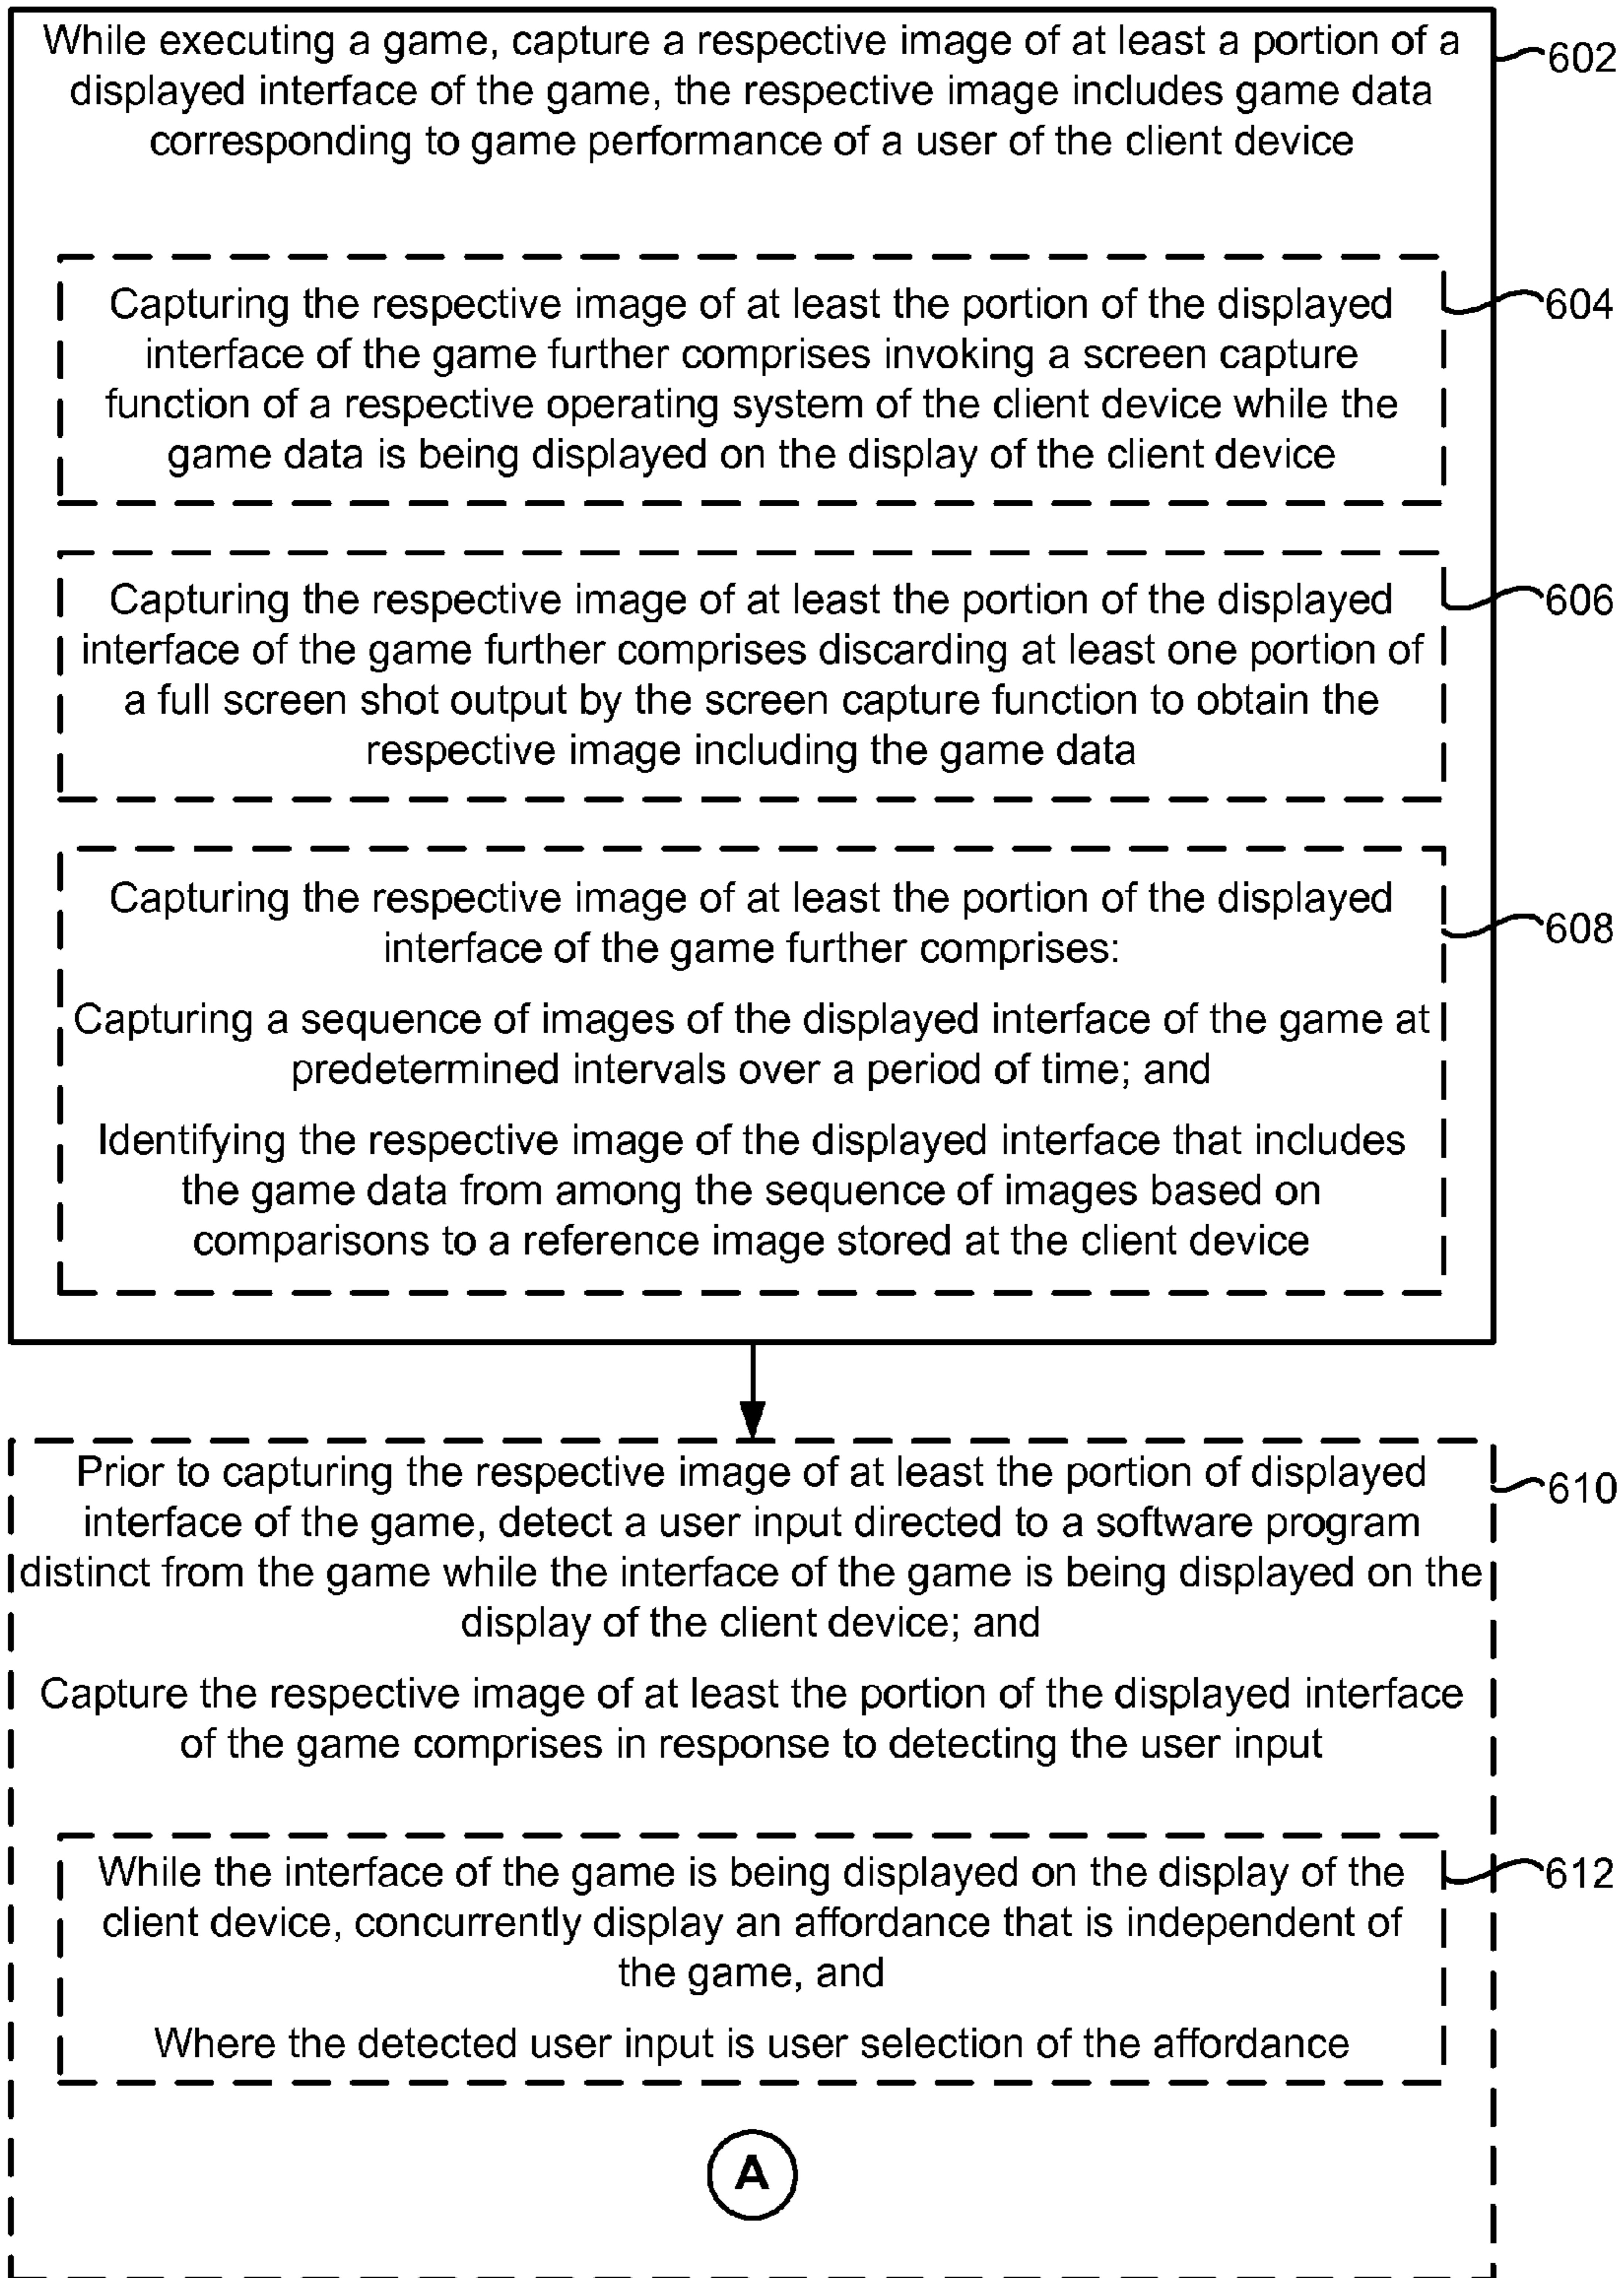 While executing a game, capture a respective image of at least a portion of a
displayed interface of the game, the respective image includes game data
corresponding to game performance of a user of the client device
602
Capturing the respective image of at least the portion of the displayed
interface of the game further comprises invoking a screen capture
function of a respective operating system of the client device while the
game data is being displayed on the display of the client device
604
Capturing the respective image of at least the portion of the displayed
interface of the game further comprises discarding at least one portion of
a full screen shot output by the screen capture function to obtain the
respective image including the game data
606
Capturing the respective image of at least the portion of the displayed
interface of the game further comprises:
Capturing a sequence of images of the displayed interface of the game at
predetermined intervals over a period of time; and
Identifying the respective image of the displayed interface that includes
the game data from among the sequence of images based on
comparisons to a reference image stored at the client device
608
Prior to capturing the respective image of at least the portion of displayed
interface of the game, detect a user input directed to a software program
distinct from the game while the interface of the game is being displayed on the
display of the client device; and
Capture the respective image of at least the portion of the displayed interface
of the game comprises in response to detecting the user input
610
While the interface of the game is being displayed on the display of the
client device, concurrently display an affordance that is independent of
the game, and
Where the detected user input is user selection of the affordance
612
A